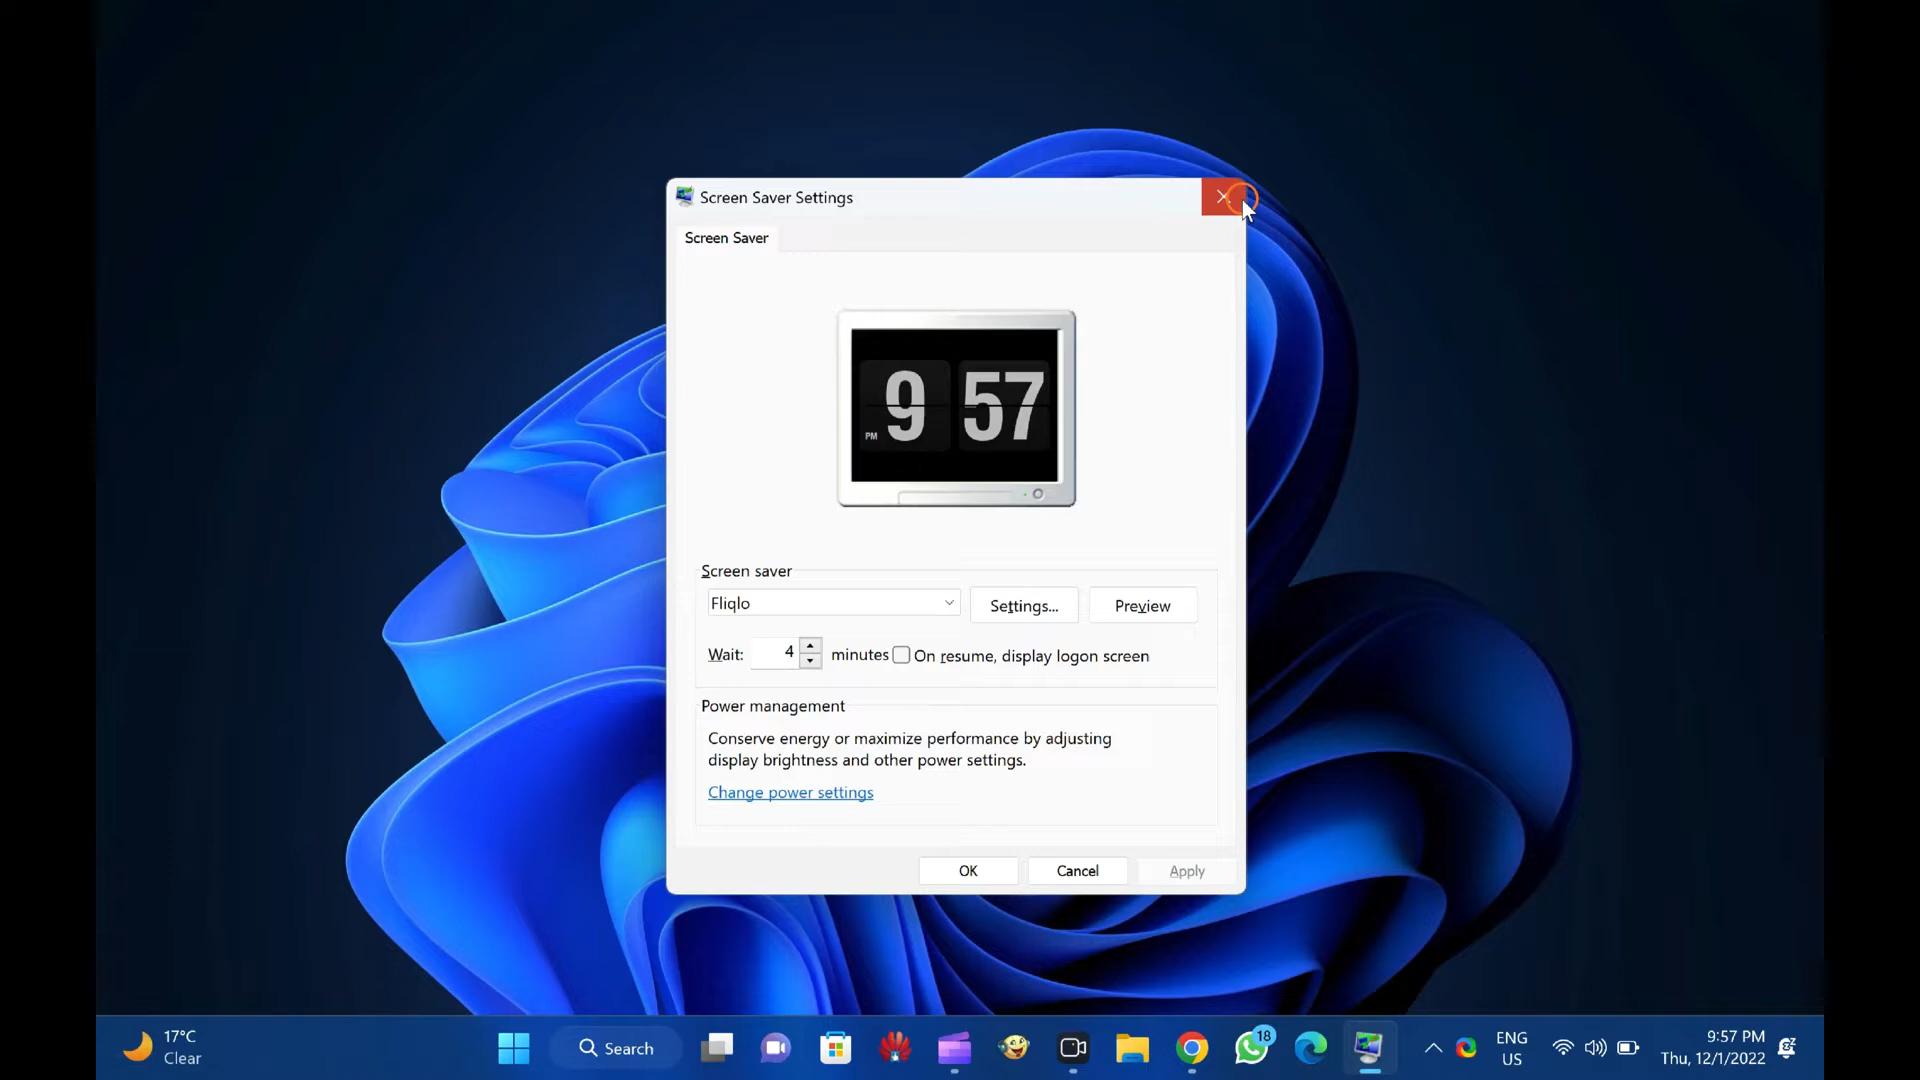 Screen Saver Settings
Screen Saver
PM 9 57
Screen saver
Fliqlo
Settings...
Preview
Wait: 4 minutes On resume, display logon screen
Power management
Conserve energy or maximize performance by adjusting
display brightness and other power settings.
Change power settings
OK
Cancel
Apply
17°C
Clear
Search
18
ENG
US
9:57 PM
Thu, 12/1/2022